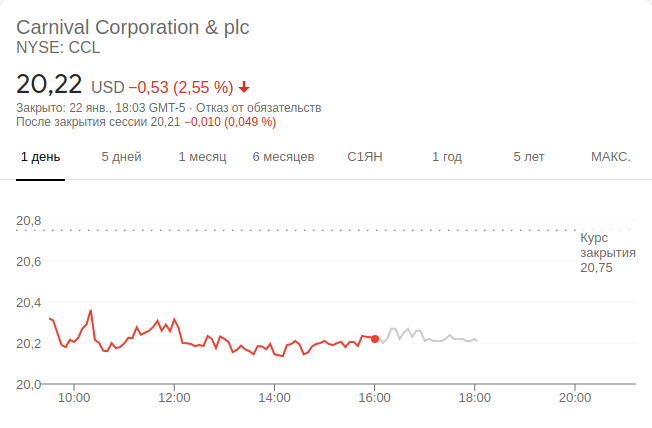 Carnival Corporation & plc
NYSE: CCL
20,22 USD −0,53 (2,55 %)
Закрыто: 22 янв., 18:03 GMT-5 · Отказ от обязательств
После закрытия сессии 20,21 −0,010 (0,049 %)
1 день 5 дней 1 месяц 6 месяцев С1ЯН 1 год 5 лет МАКС.
20,8
Курс
закрытия
20,75
20,6
20,4
20,2
20,0
10:00 12:00 14:00 16:00 18:00 20:00